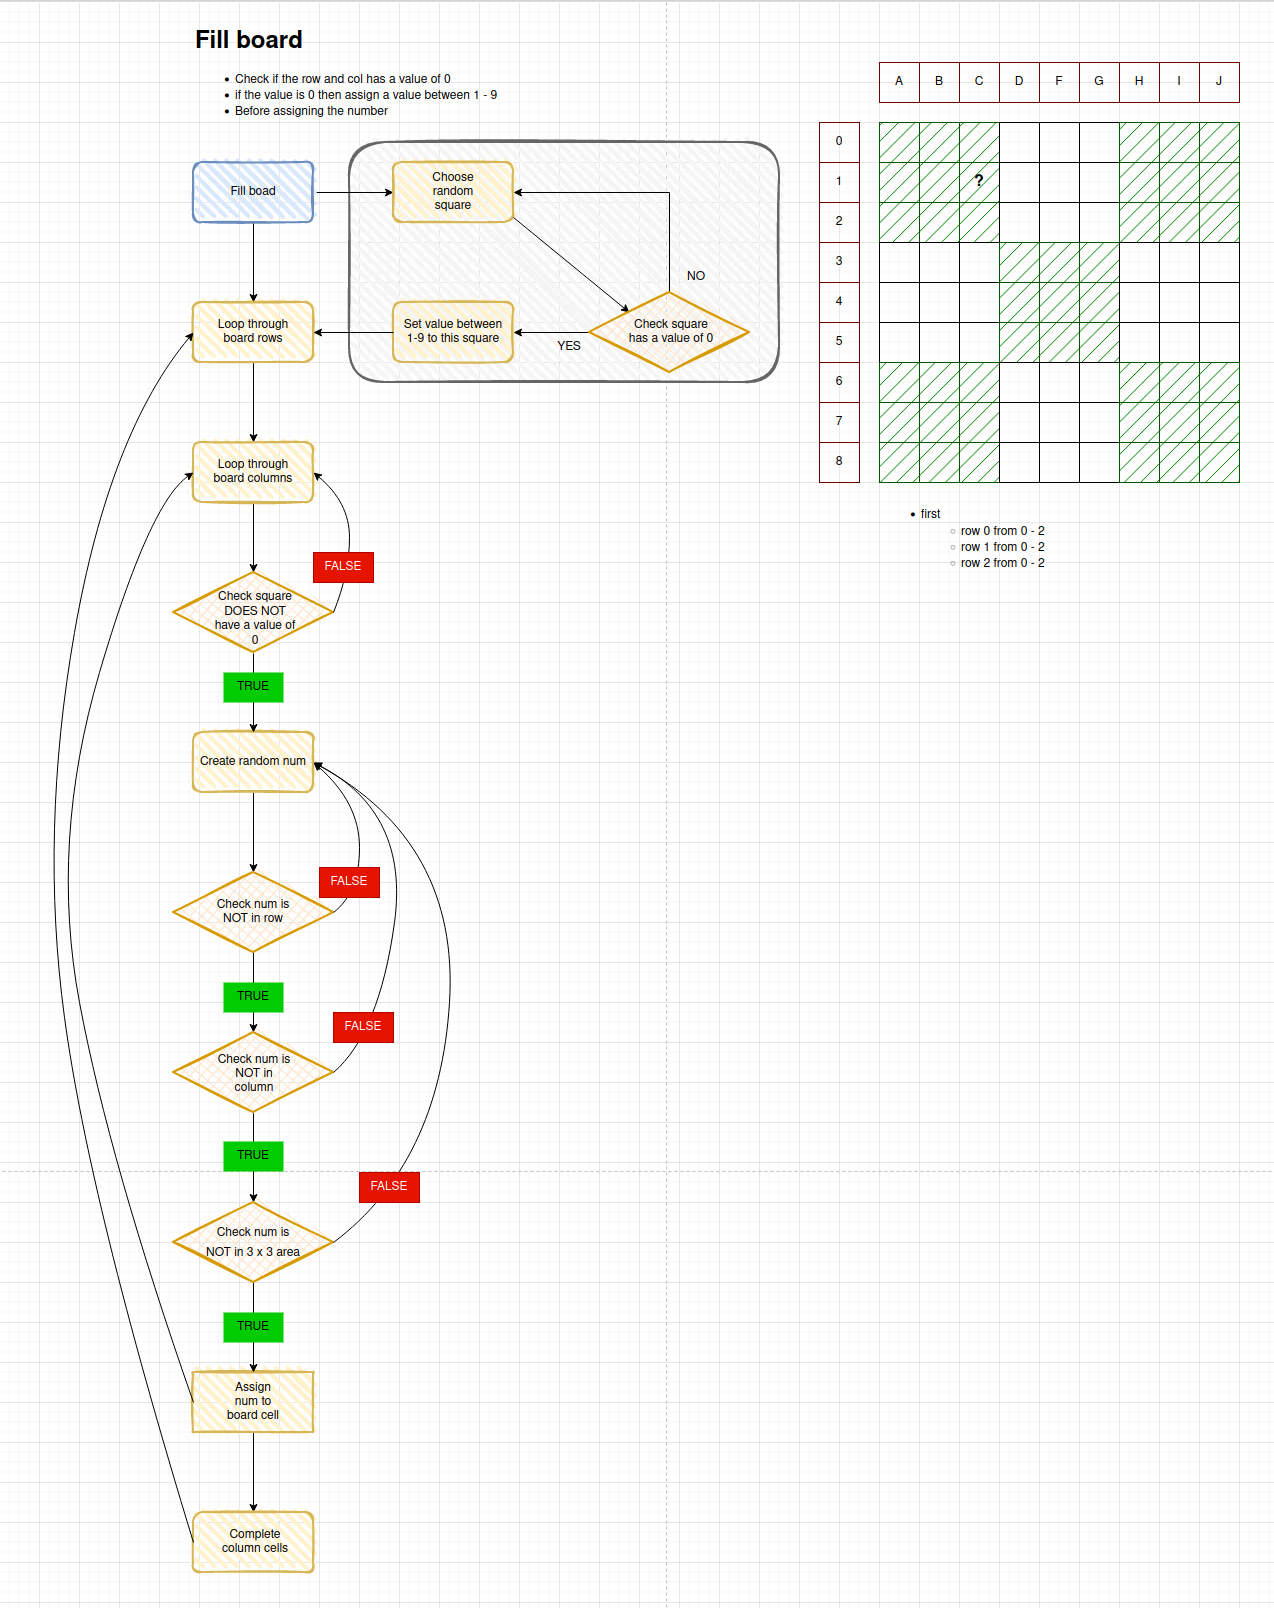 Fill board
Check if the row and col has a value of 0
if the value is 0 then assign a value between 1 - 9
Before assigning the number
Fill boad
Choose
random
square
NO
Loop through
board rows
Set value between
1-9 to this square
YES
Check square
has a value of 0
Loop through
board columns
FALSE
Check square
DOES NOT
have a value of
0
TRUE
Create random num
FALSE
Check num is
NOT in row
TRUE
FALSE
Check num is
NOT in
column
TRUE
FALSE
Check num is
NOT in 3 x 3 area
TRUE
Assign
num to
board cell
Complete
column cells
A B C D F G H I J
0
1 ?
2
3
4
5
6
7
8
first
row 0 from 0 - 2
row 1 from 0 - 2
row 2 from 0 - 2